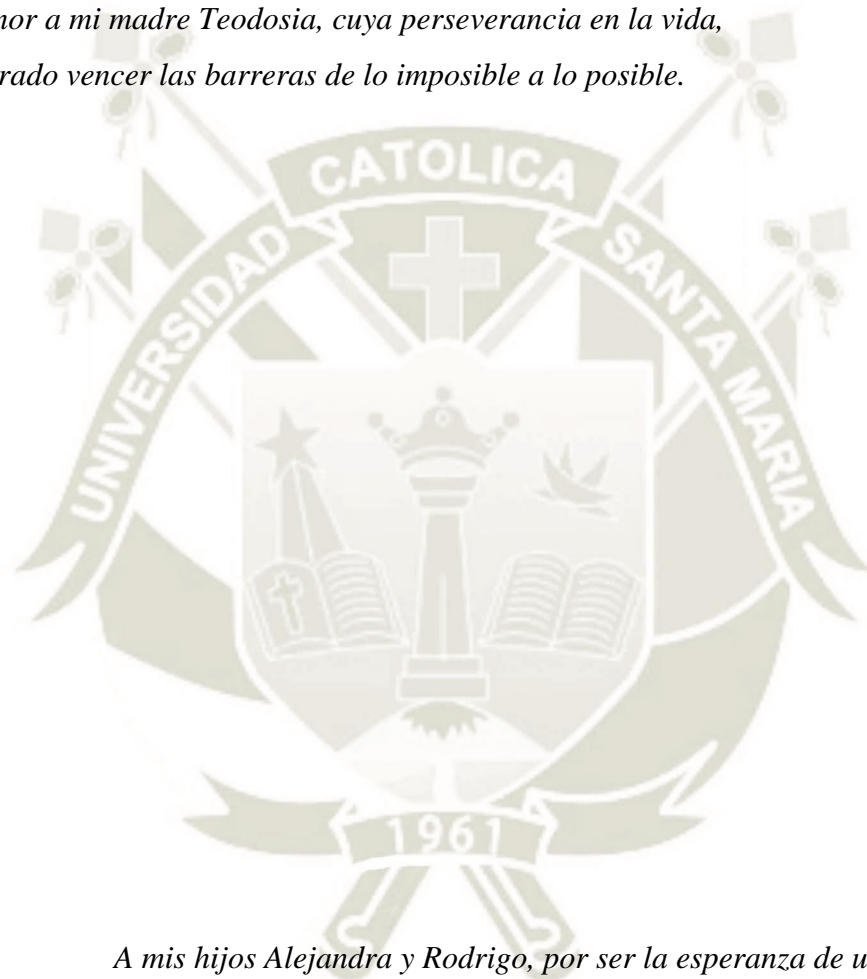 nor a mi madre Teodosia, cuya perseverancia en la vida,
rado vencer las barreras de lo imposible a lo posible.
CATOLICA
UNIVERSIDAD
SANTA MARIA
1961
A mis hijos Alejandra y Rodrigo, por ser la esperanza de u